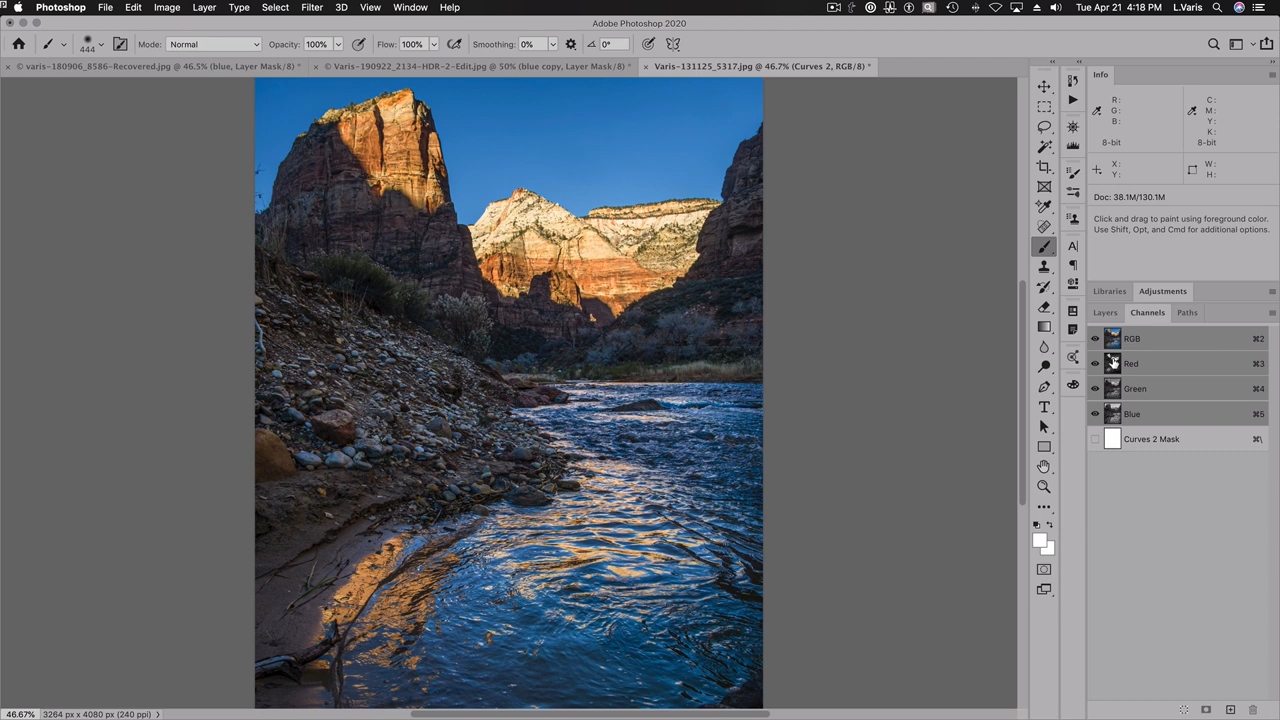 Photoshop File Edit Image Layer Type Select Filter 3D View Window Help Tue Apr 21 4:18 PM L.Varis
Adobe Photoshop 2020
444 Mode: Normal Opacity: 100% Flow: 100% Smoothing: 0% 0°
× © varis-180906_8586-Recovered.jpg @ 46.5% (blue, Layer Mask/8) * × © Varis-190922_2134-HDR-2-Edit.jpg @ 50% (blue copy, Layer Mask/8) * × Varis-131125_5317.jpg @ 46.7% (Curves 2, RGB/8) *
Info
R: C:
G: M:
B: Y:
K:
8-bit 8-bit
X: W:
Y: H:
Doc: 38.1M/130.1M
Click and drag to paint using foreground color.
Use Shift, Opt, and Cmd for additional options.
Libraries Adjustments
Layers Channels Paths
RGB ⌘2
Red ⌘3
Green ⌘4
Blue ⌘5
Curves 2 Mask ⌘\
46.67% 3264 px x 4080 px (240 ppi)